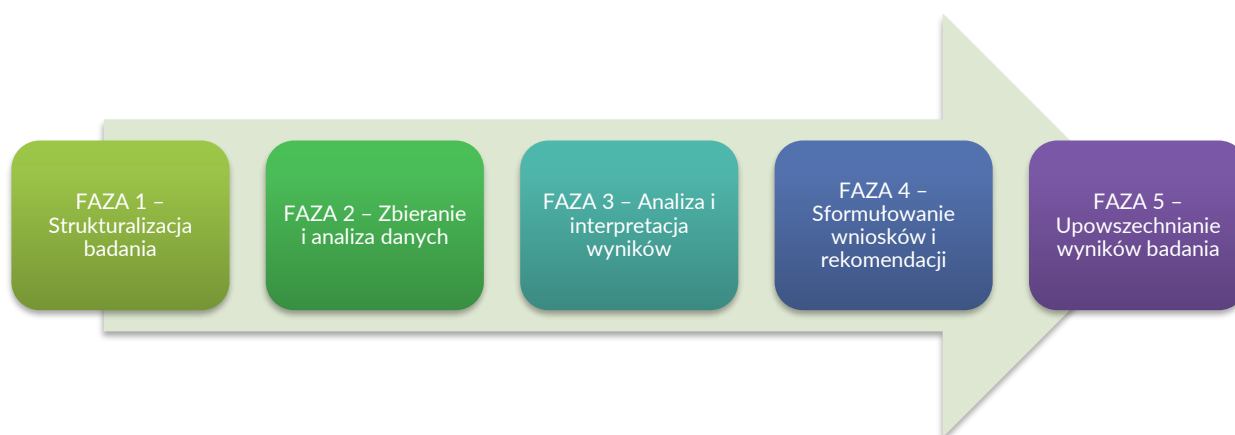 FAZA 1 –
Strukturalizacja
badania
FAZA 2 – Zbieranie
i analiza danych
FAZA 3 – Analiza i
interpretacja
wyników
FAZA 4 –
Sformułowanie
wniosków i
rekomendacji
FAZA 5 –
Upowszechnianie
wyników badania